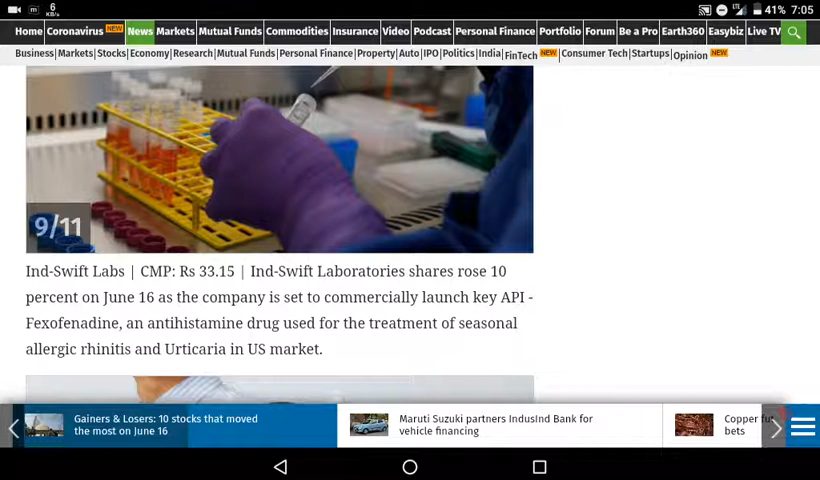 6
KB/s
LTE
41% 7:05
Home Coronavirus NEW News Markets Mutual Funds Commodities Insurance Video Podcast Personal Finance Portfolio Forum Be a Pro Earth360 Easybiz Live TV
Business| Markets| Stocks| Economy| Research| Mutual Funds| Personal Finance| Property| Auto| IPO| Politics| India| FinTech NEW | Consumer Tech| Startups| Opinion NEW
9/11
Ind-Swift Labs | CMP: Rs 33.15 | Ind-Swift Laboratories shares rose 10
percent on June 16 as the company is set to commercially launch key API -
Fexofenadine, an antihistamine drug used for the treatment of seasonal
allergic rhinitis and Urticaria in US market.
Gainers & Losers: 10 stocks that moved
the most on June 16
Maruti Suzuki partners IndusInd Bank for
vehicle financing
Copper
bets